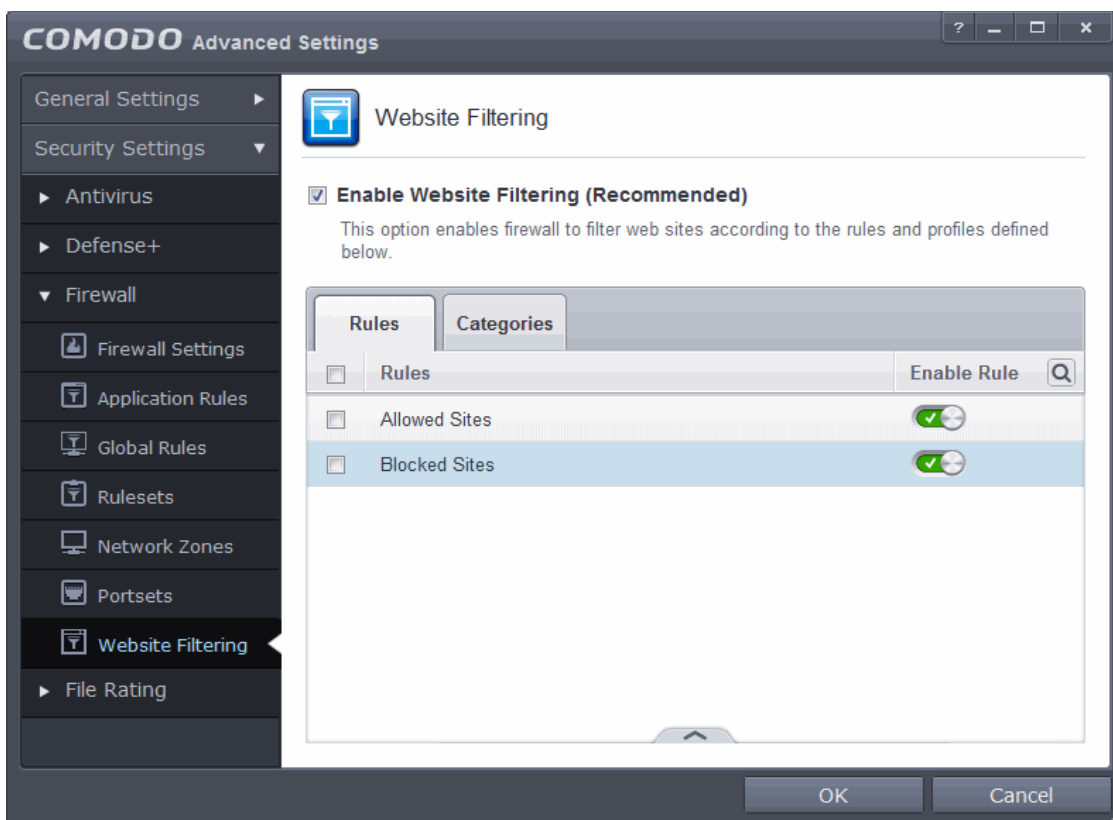 COMODO Advanced Settings
?
General Settings
Security Settings
Antivirus
Defense+
Firewall
Firewall Settings
Application Rules
Global Rules
Rulesets
Network Zones
Portsets
Website Filtering
File Rating
Website Filtering
Enable Website Filtering (Recommended)
This option enables firewall to filter web sites according to the rules and profiles defined
below.
Rules Categories
Rules Enable Rule
Allowed Sites
Blocked Sites
OK Cancel